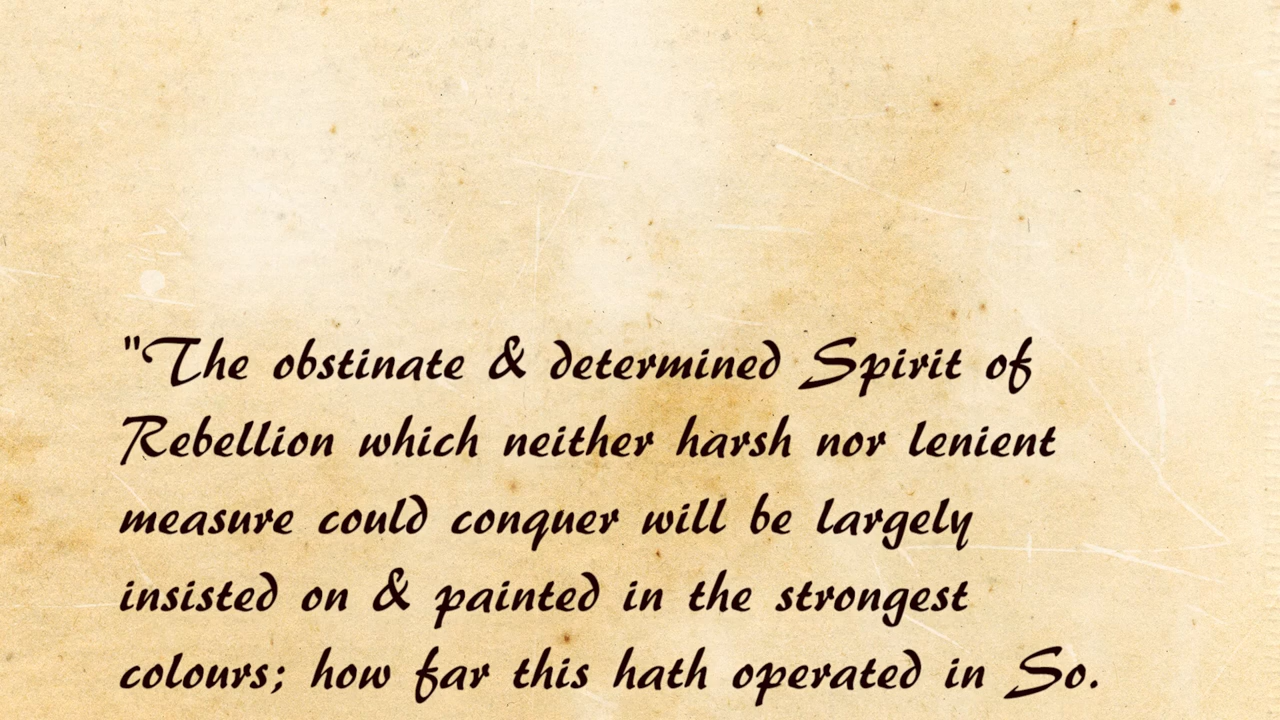 "The obstinate & determined Spirit of
Rebellion which neither harsh nor lenient
measure could conquer will be largely
insisted on & painted in the strongest
colours; how far this hath operated in So.